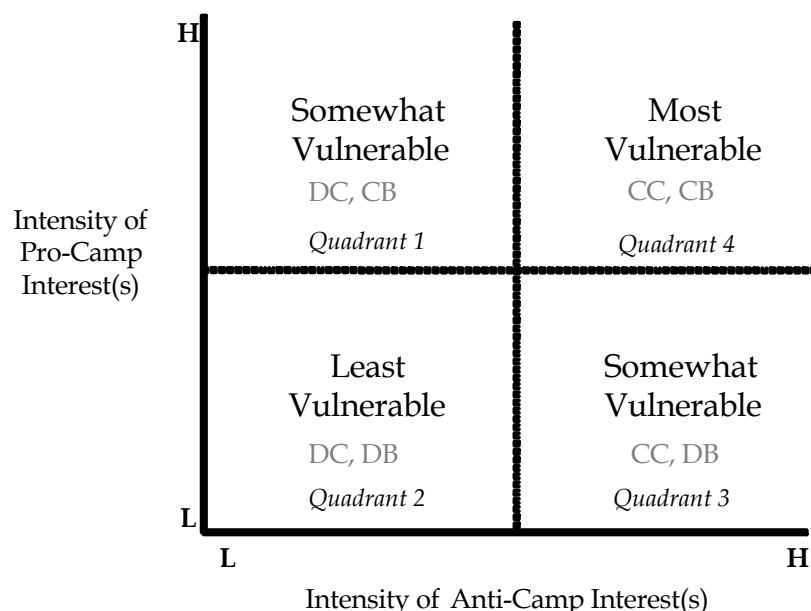 H
Somewhat
Vulnerable
DC, CB
Quadrant 1
Most
Vulnerable
CC, CB
Quadrant 4
Intensity of
Pro-Camp
Interest(s)
Least
Vulnerable
DC, DB
Quadrant 2
Somewhat
Vulnerable
CC, DB
Quadrant 3
L
L
H
Intensity of Anti-Camp Interest(s)